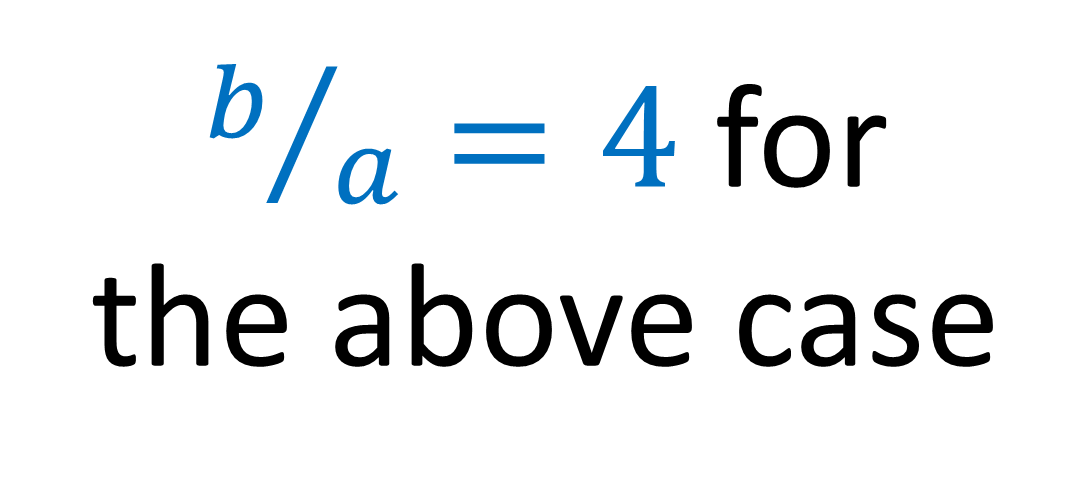 b/a = 4 for
the above case